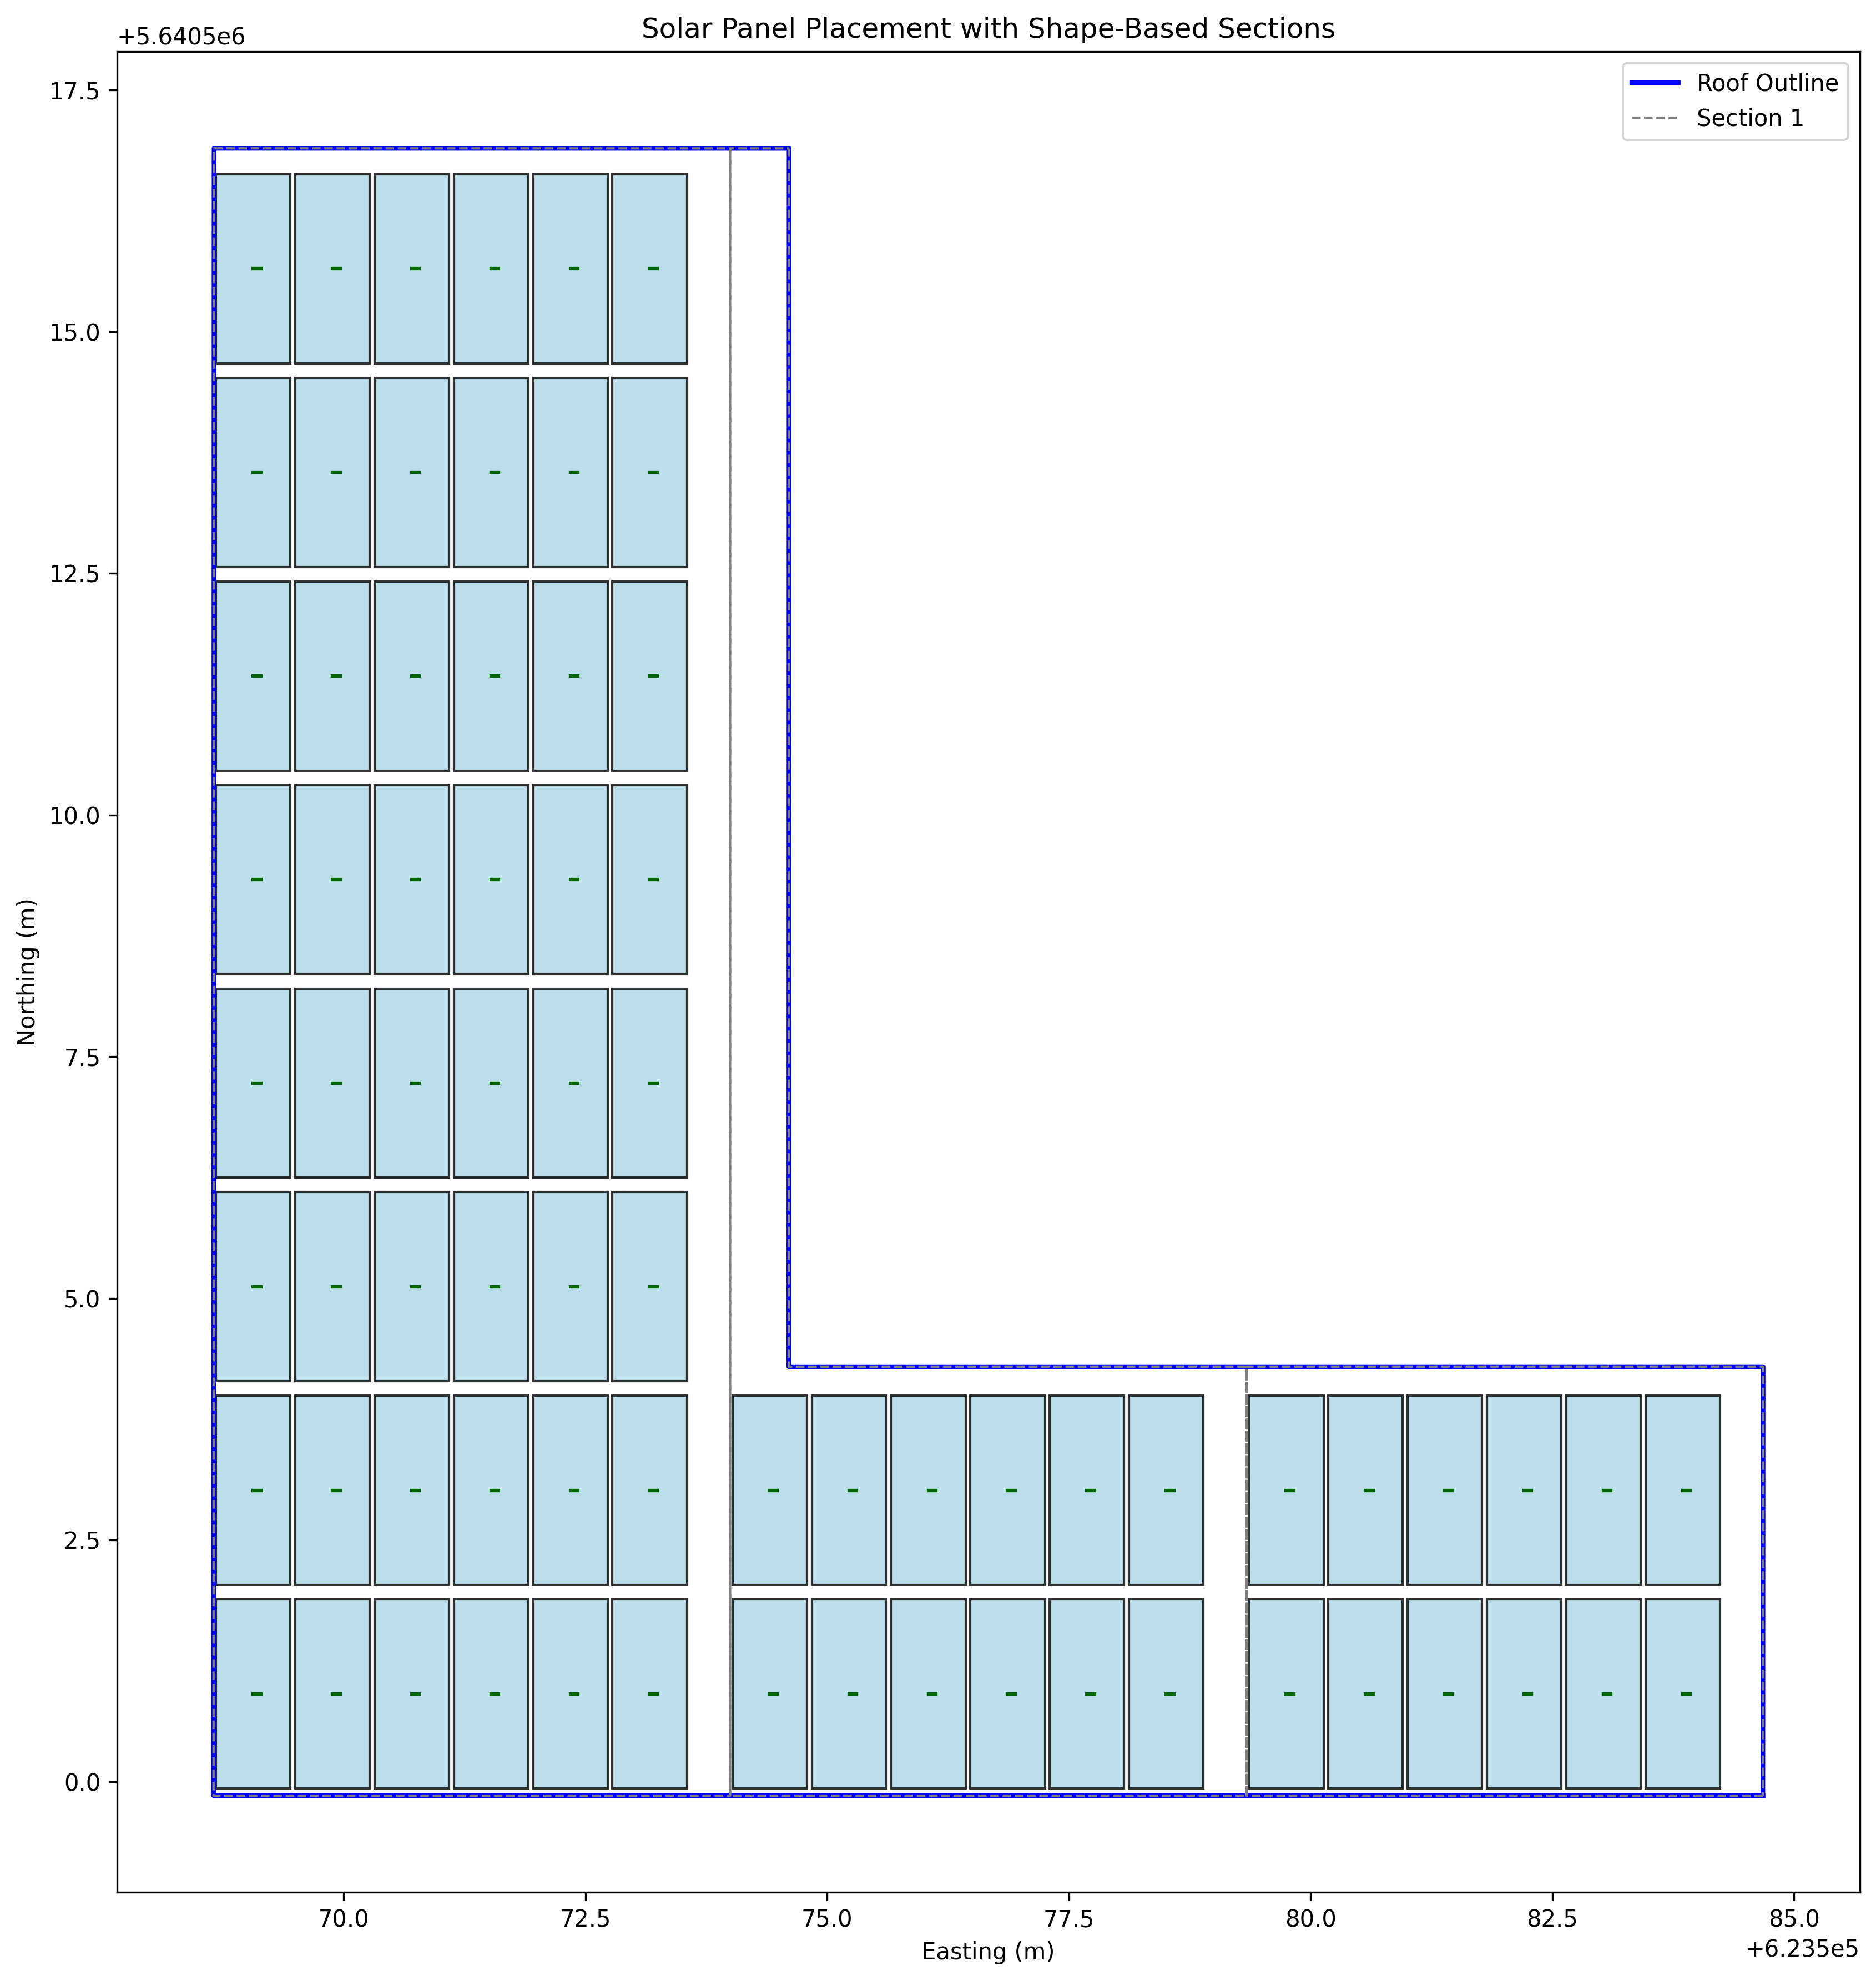 Solar Panel Placement with Shape-Based Sections
+5.6405e6
Roof Outline
Section 1
17.5
15.0
12.5
10.0
7.5
5.0
2.5
0.0
Northing (m)
70.0 72.5 75.0 77.5 80.0 82.5 85.0
Easting (m)
+6.235e5